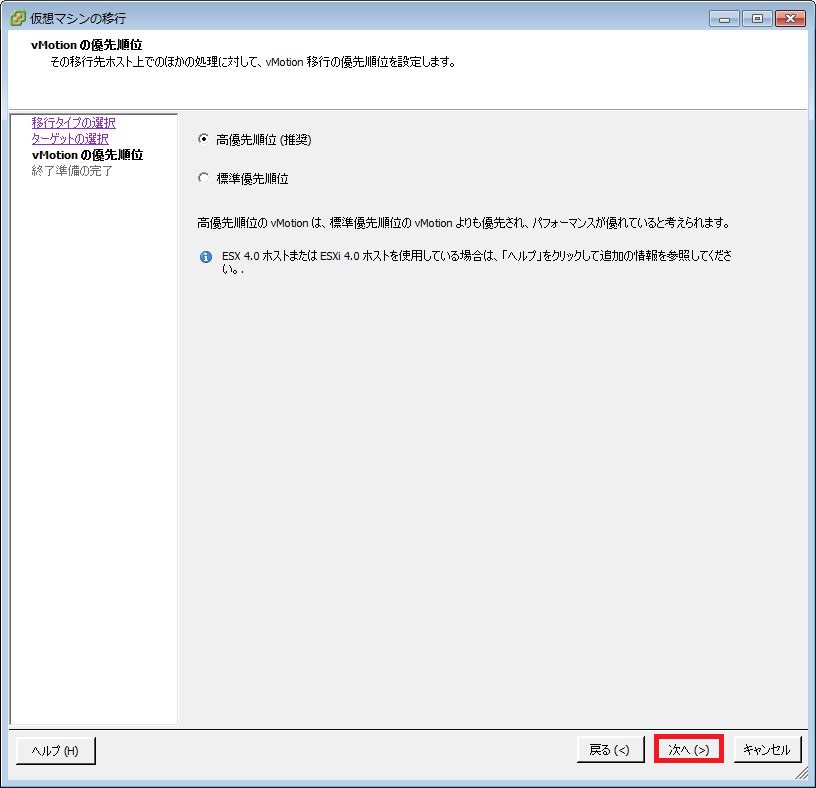 仮想マシンの移行
vMotion の優先順位
その移行先ホスト上でのほかの処理に対して、vMotion 移行の優先順位を設定します。
移行タイプの選択
ターゲットの選択
vMotion の優先順位
終了準備の完了
高優先順位 (推奨)
標準優先順位
高優先順位の vMotion は、標準優先順位の vMotion よりも優先され、パフォーマンスが優れていると考えられます。
ESX 4.0 ホストまたは ESXi 4.0 ホストを使用している場合は、「ヘルプ」をクリックして追加の情報を参照してくださ
い。.
ヘルプ (H)
戻る (<)
次へ (>)
キャンセル